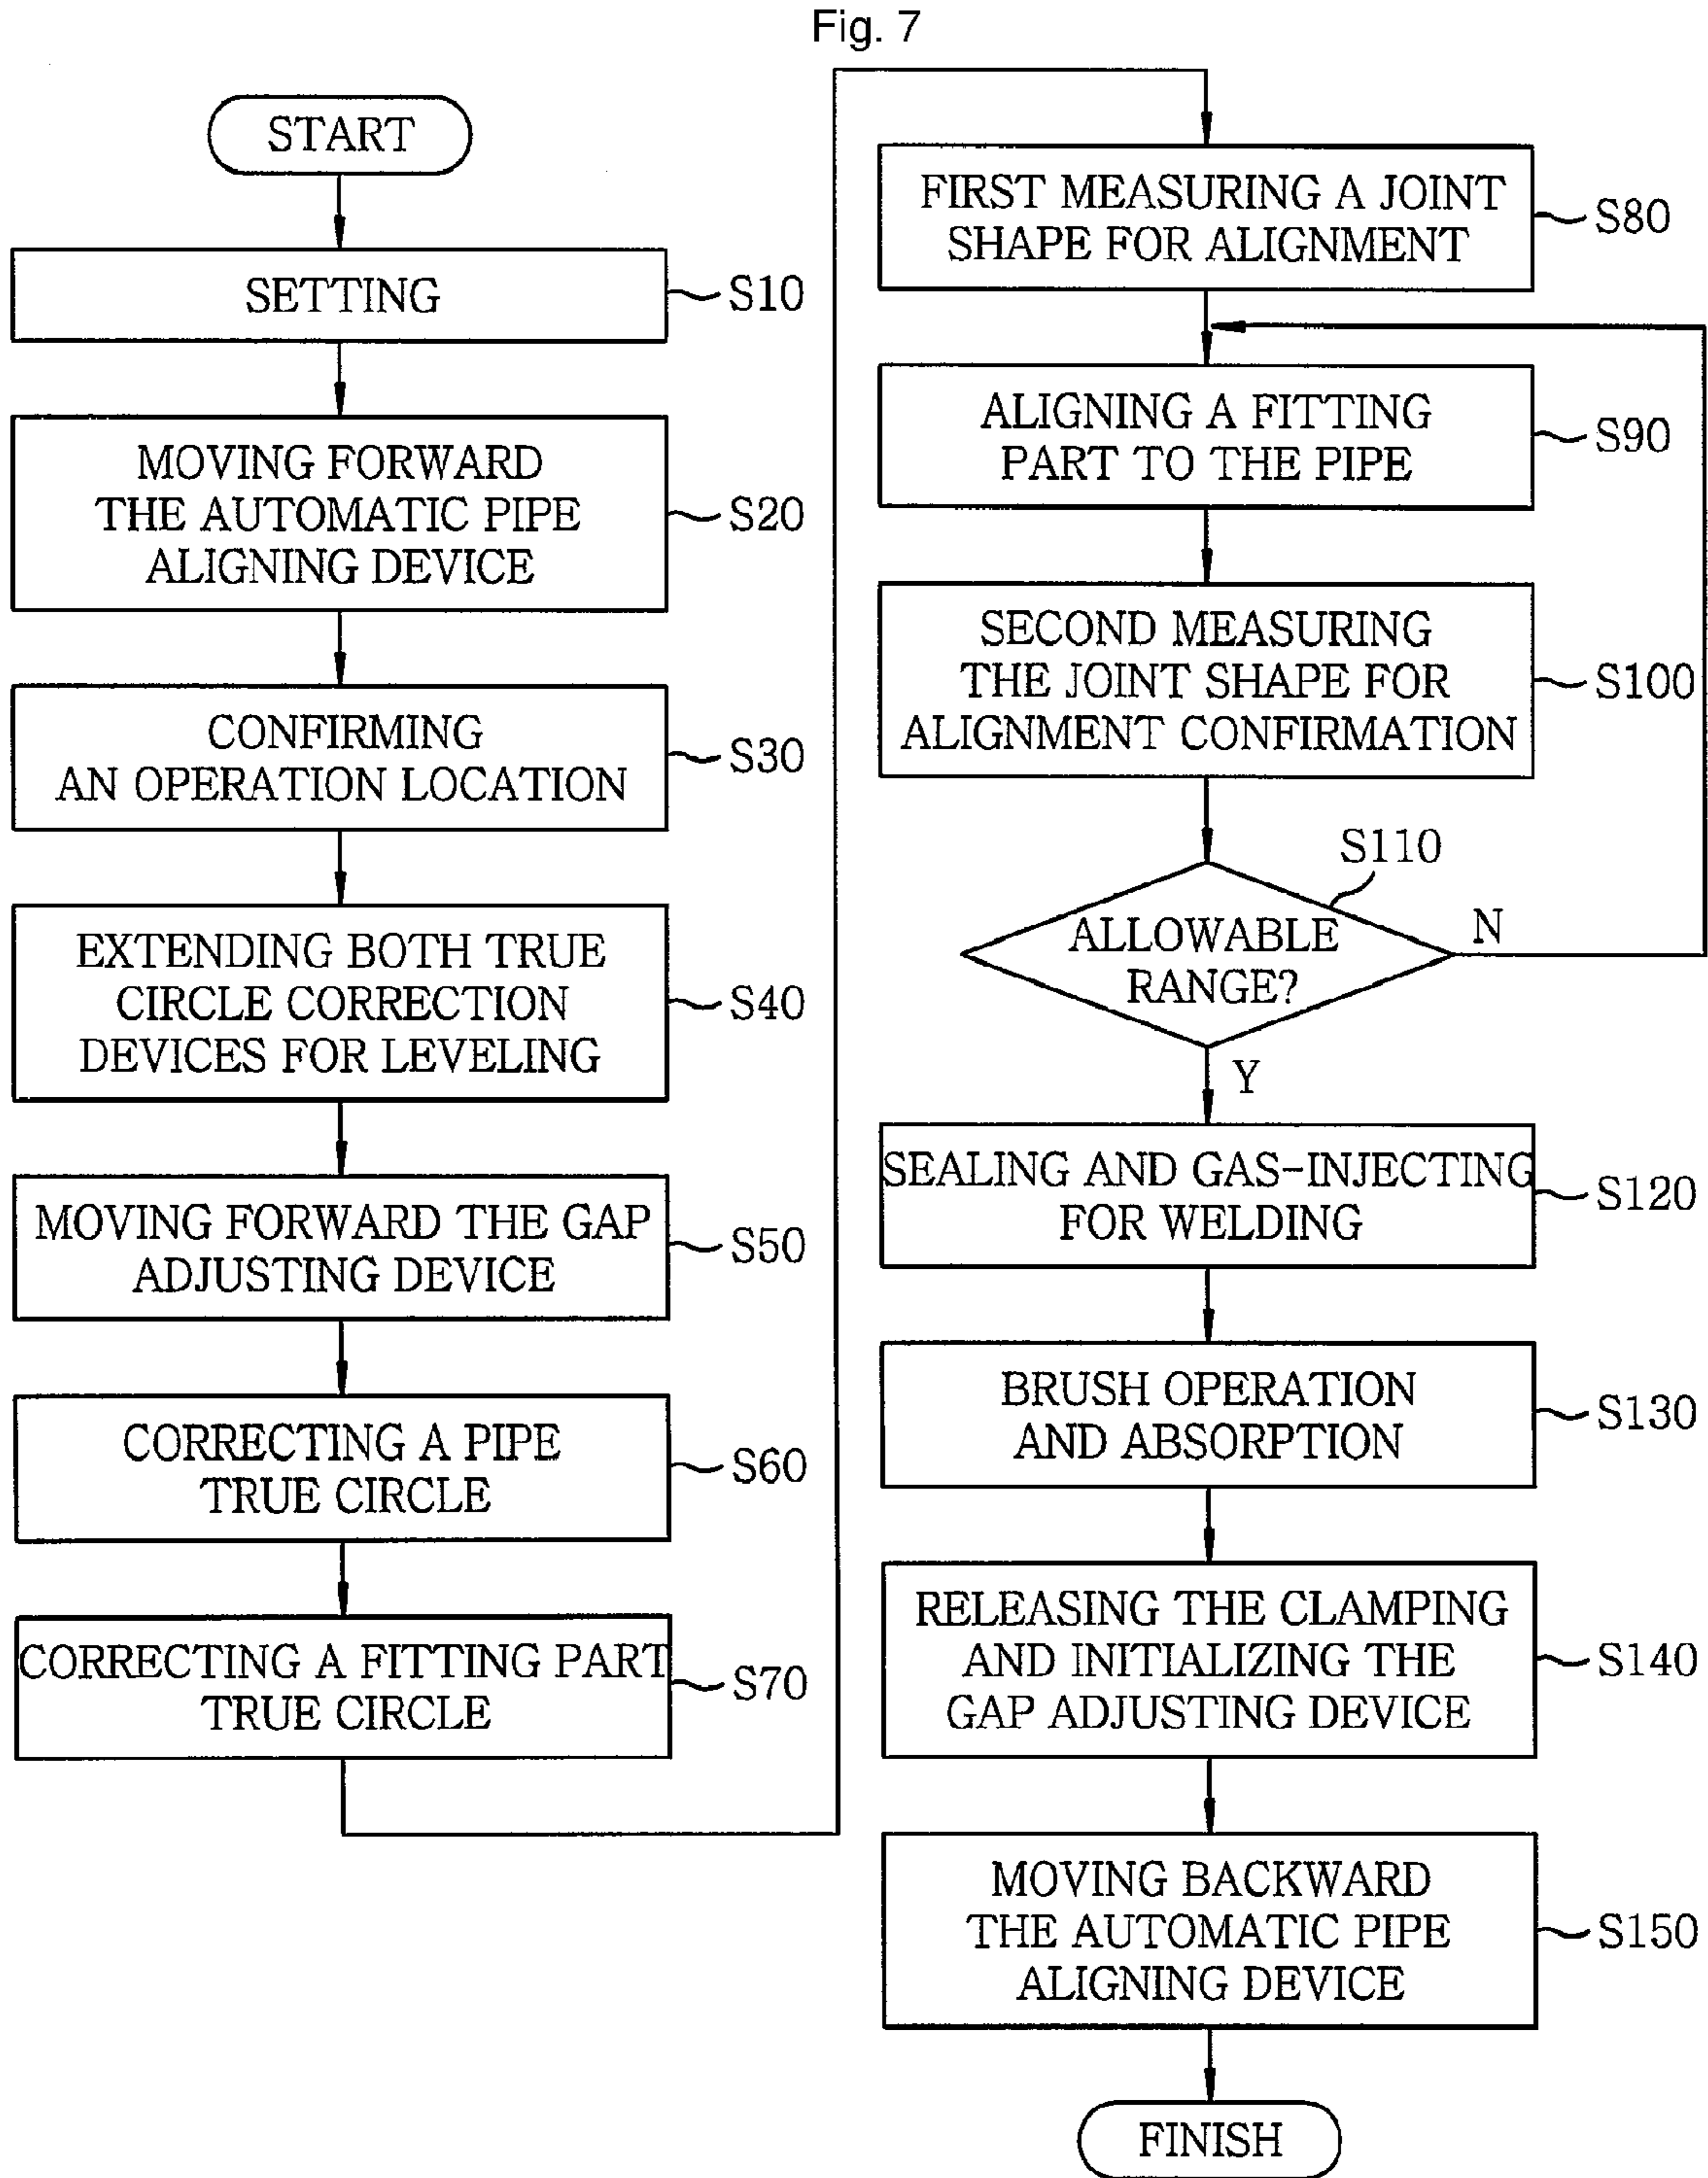 Fig. 7
START
SETTING
S10
MOVING FORWARD
THE AUTOMATIC PIPE
ALIGNING DEVICE
S20
CONFIRMING
AN OPERATION LOCATION
S30
EXTENDING BOTH TRUE
CIRCLE CORRECTION
DEVICES FOR LEVELING
S40
MOVING FORWARD THE GAP
ADJUSTING DEVICE
S50
CORRECTING A PIPE
TRUE CIRCLE
S60
CORRECTING A FITTING PART
TRUE CIRCLE
S70
FIRST MEASURING A JOINT
SHAPE FOR ALIGNMENT
S80
ALIGNING A FITTING
PART TO THE PIPE
S90
SECOND MEASURING
THE JOINT SHAPE FOR
ALIGNMENT CONFIRMATION
S100
S110
ALLOWABLE
RANGE?
N
Y
SEALING AND GAS-INJECTING
FOR WELDING
S120
BRUSH OPERATION
AND ABSORPTION
S130
RELEASING THE CLAMPING
AND INITIALIZING THE
GAP ADJUSTING DEVICE
S140
MOVING BACKWARD
THE AUTOMATIC PIPE
ALIGNING DEVICE
S150
FINISH